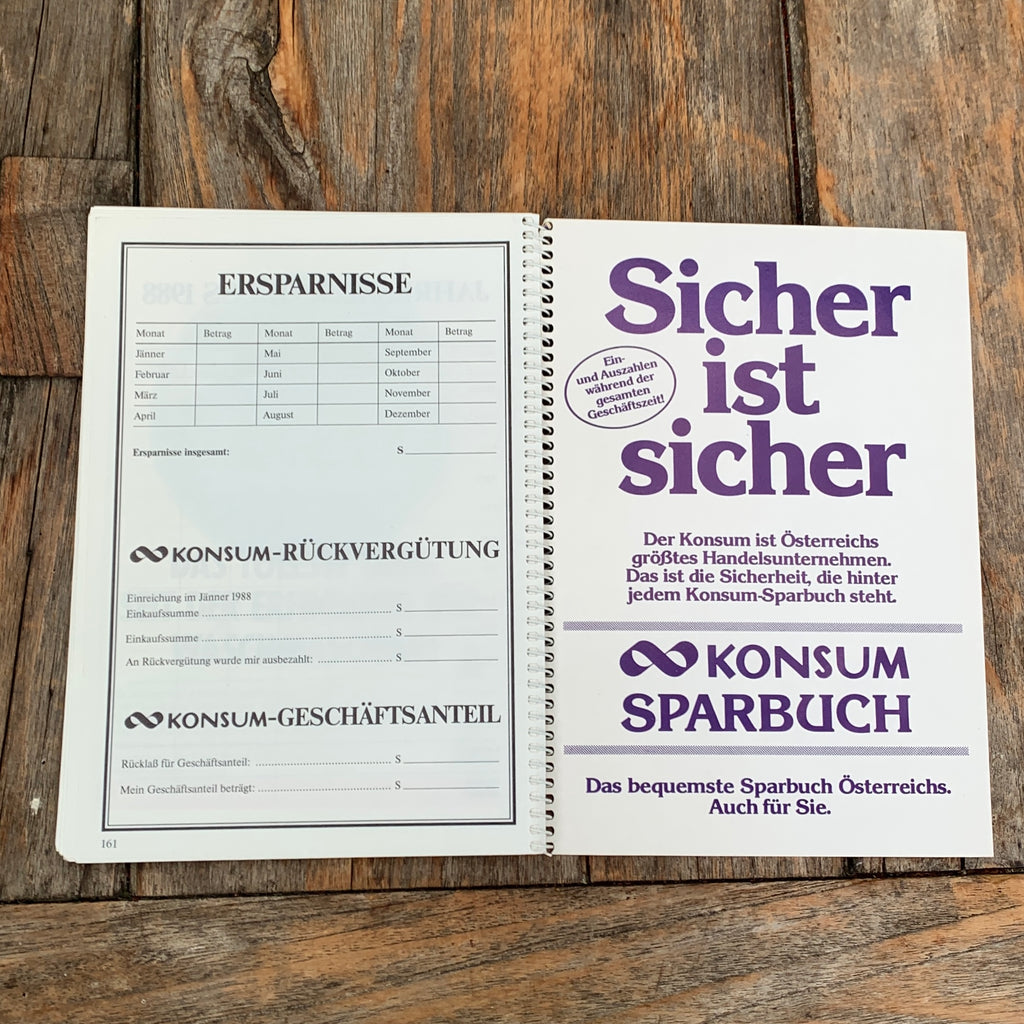 ERSPARNISSE
Monat Betrag Monat Betrag Monat Betrag
Jänner Mai September
Februar Juni Oktober
März Juli November
April August Dezember
Ersparnisse insgesamt: S
KONSUM-RÜCKVERGÜTUNG
Einreichung im Jänner 1988
Einkaufssumme S
Einkaufssumme S
An Rückvergütung wurde mir ausbezahlt: S
KONSUM-GESCHÄFTSANTEIL
Rücklaß für Geschäftsanteil: S
Mein Geschäftsanteil beträgt: S
161
Sicher
ist
sicher
Ein-
und Auszahlen
während der
gesamten
Geschäftszeit!
Der Konsum ist Österreichs
größtes Handelsunternehmen.
Das ist die Sicherheit, die hinter
jedem Konsum-Sparbuch steht.
KONSUM
SPARBUCH
Das bequemste Sparbuch Österreichs.
Auch für Sie.